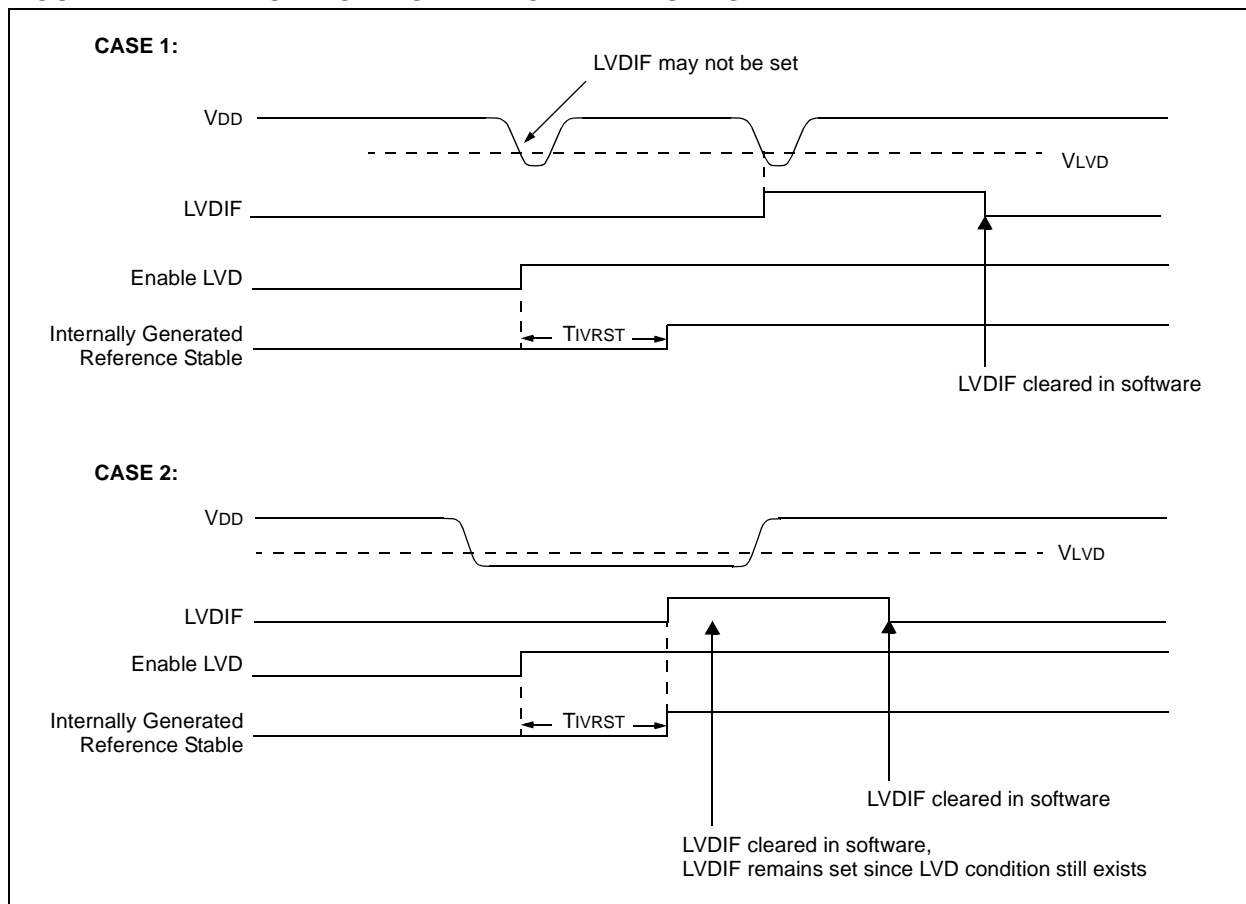 CASE 1:
LVDIF may not be set
VDD
VLVD
LVDIF
Enable LVD
Internally Generated
Reference Stable
TIVRST
LVDIF cleared in software
CASE 2:
VDD
VLVD
LVDIF
Enable LVD
Internally Generated
Reference Stable
TIVRST
LVDIF cleared in software
LVDIF cleared in software,
LVDIF remains set since LVD condition still exists